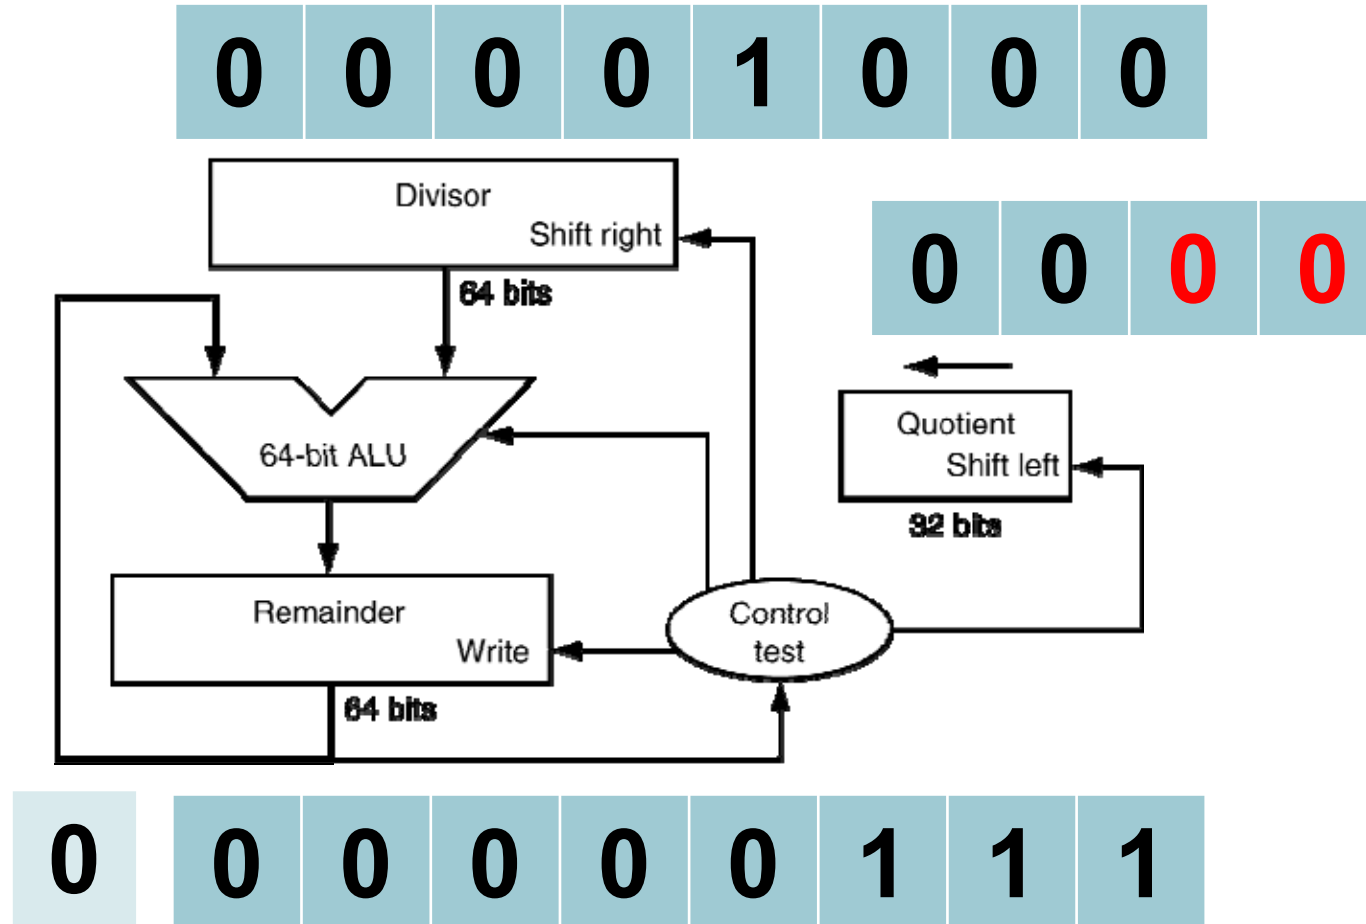 0 0 0 0 1 0 0 0
Divisor
Shift right
64 bits
0 0 0 0
64-bit ALU
Quotient
Shift left
32 bits
Remainder
Write
Control
test
64 bits
0 0 0 0 0 0 1 1 1